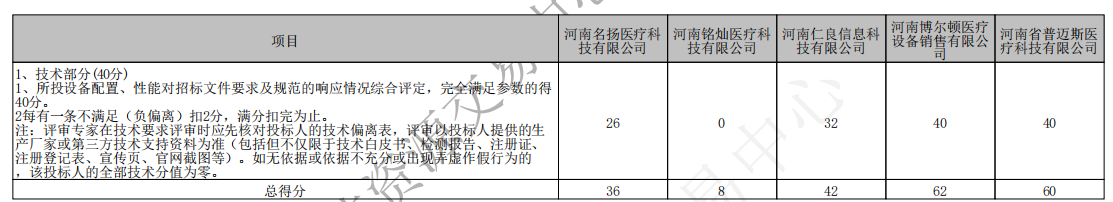 项目
河南名扬医疗科
技有限公司
河南铭灿医疗科
技有限公司
河南仁良信息科
技有限公司
河南博尔顿医疗
设备销售有限公
司
河南省普迈斯医
疗科技有限公司
1、技术部分(40分)
1、所投设备配置、性能对招标文件要求及规范的响应情况综合评定，完全满足参数的得
40分。
2每有一条不满足（负偏离）扣2分，满分扣完为止。
注：评审专家在技术要求评审时应先核对投标人的技术偏离表，评审以投标人提供的生
产厂家或第三方技术支持资料为准（包括但不仅限于技术白皮书、检测报告、注册证、
注册登记表、宣传页、官网截图等）。如无依据或依据不充分或出现弄虚作假行为的
，该投标人的全部技术分值为零。
26
0
32
40
40
总得分
36
8
42
62
60
资源交易中心
易中心